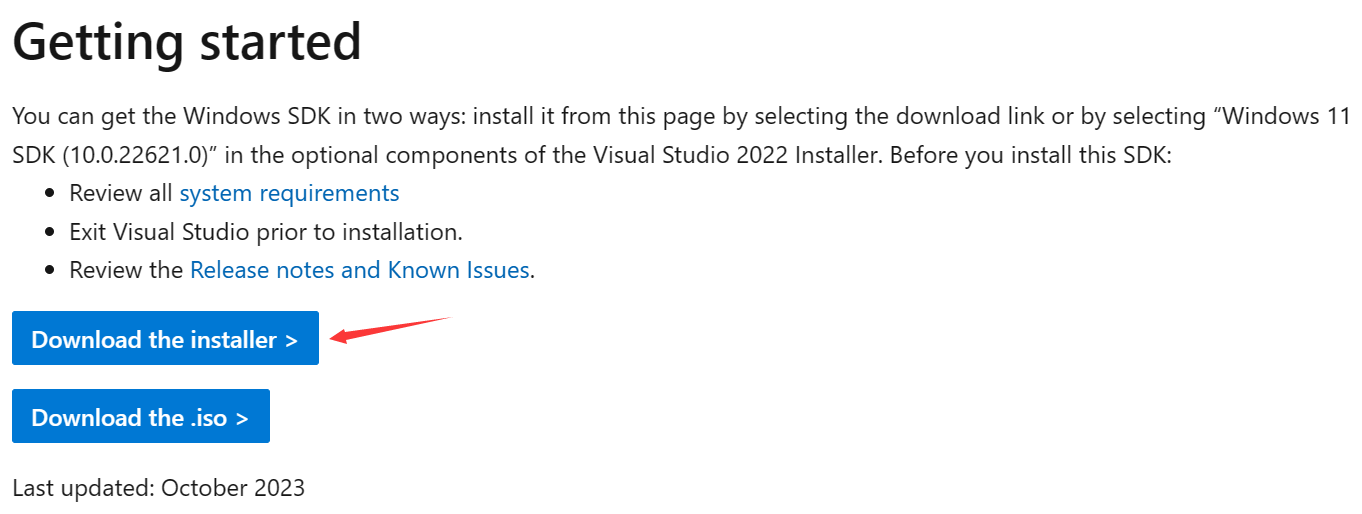 Getting started
You can get the Windows SDK in two ways: install it from this page by selecting the download link or by selecting “Windows 11
SDK (10.0.22621.0)” in the optional components of the Visual Studio 2022 Installer. Before you install this SDK:
• Review all system requirements
• Exit Visual Studio prior to installation.
• Review the Release notes and Known Issues.
Download the installer >
Download the .iso >
Last updated: October 2023